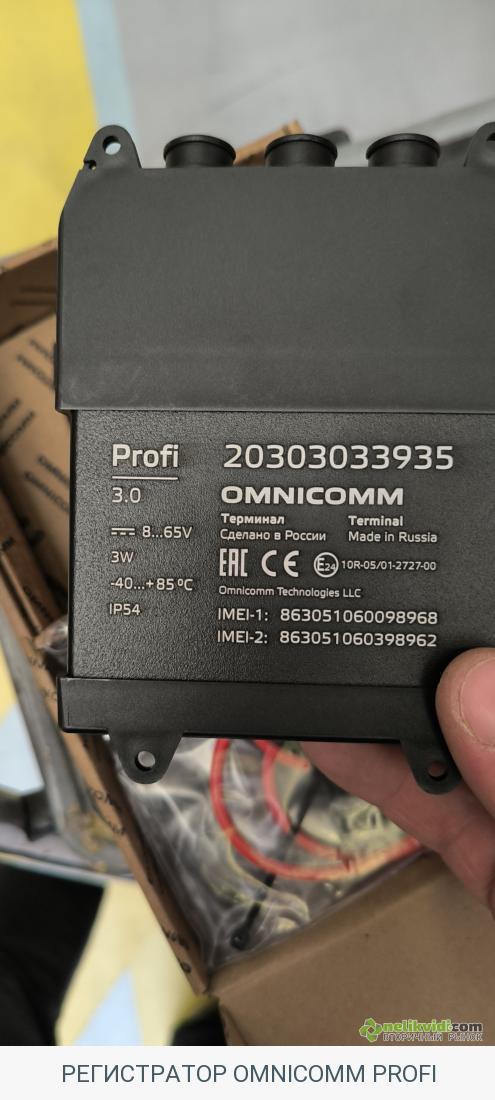 Profi 20303033935
3.0 OMNICOMM
Терминал Terminal
8...65V Сделано в России Made in Russia
3W
EAC CE E24 10R-05/01-2727-00
-40...+85ºC
Omnicomm Technologies LLC
IP54
IMEI-1: 863051060098968
IMEI-2: 863051060398962
nelikvidi.com
ВТОРИЧНЫЙ РЫНОК
РЕГИСТРАТОР OMNICOMM PROFI